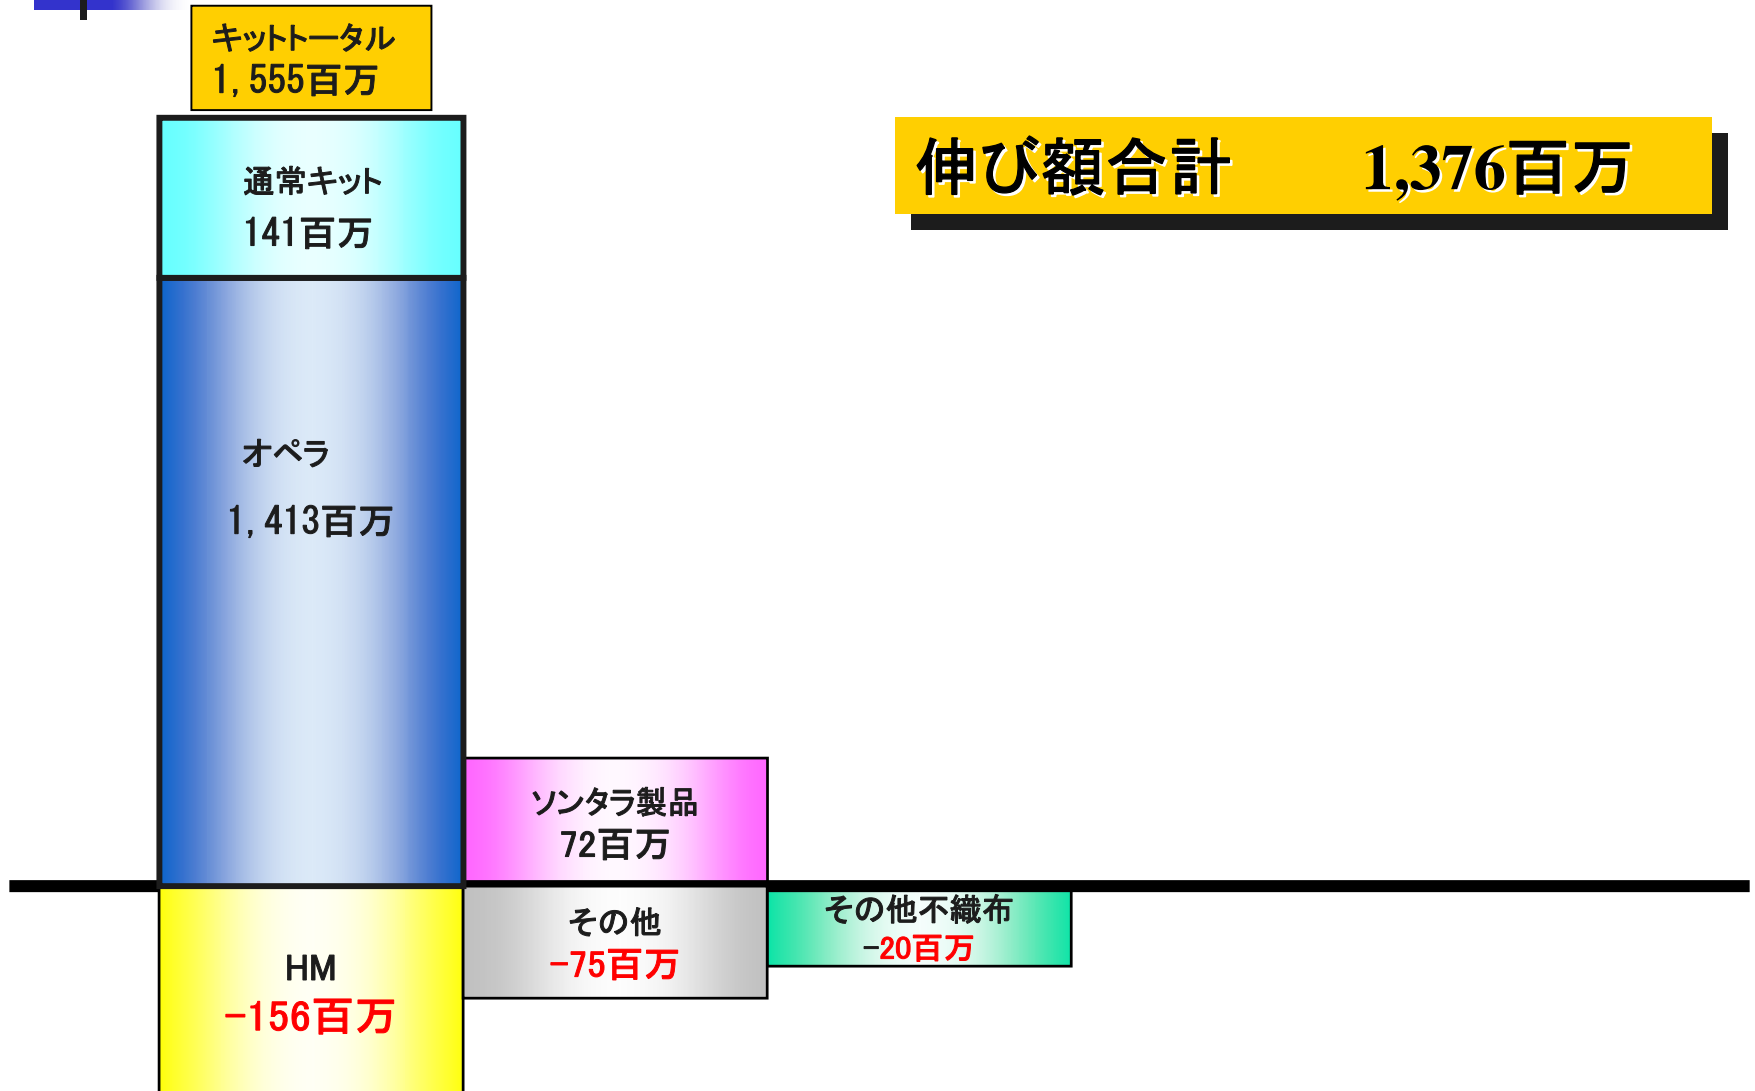 キットトータル
1,555百万
伸び額合計 1,376百万
通常キット
141百万
オペラ
1,413百万
ソンタラ製品
72百万
その他
-75百万
その他不織布
-20百万
HM
-156百万